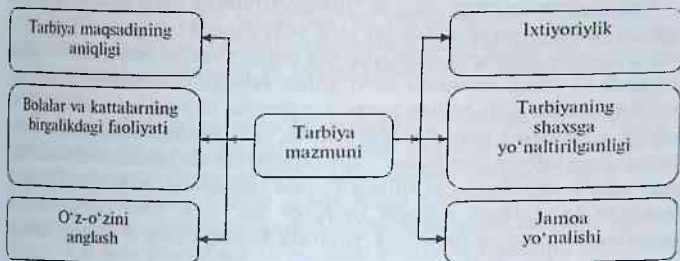 Tarbiya maqsadining
aniqligi
Bolalar va kattalarning
birgalikdagi faoliyati
O'z-o'zini
anglash
Tarbiya
mazmuni
Ixtiyoriylik
Tarbiyaning
shaxsga
yo'naltirilganligi
Jamoa
yo'nalishi